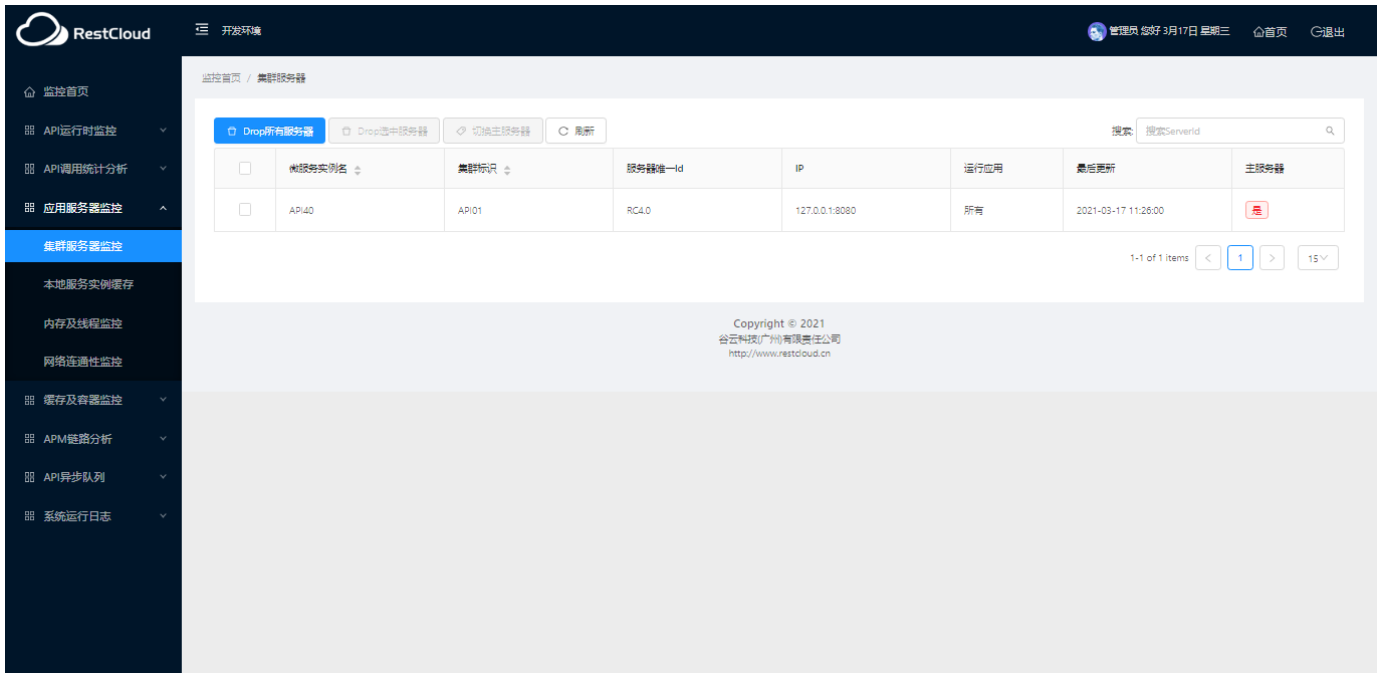 RestCloud
开发环境
管理员 您好 3月17日 星期三
首页
退出
监控首页
API运行时监控
API调用统计分析
应用服务器监控
集群服务器监控
本地服务实例缓存
内存及线程监控
网络连通性监控
缓存及容器监控
APM链路分析
API异步队列
系统运行日志
监控首页 / 集群服务器
Drop所有服务器
Drop选中服务器
切换主服务器
刷新
搜索:
搜索ServerId
微服务实例名 集群标识 服务器唯一Id IP 运行应用 最后更新 主服务器
API40 API01 RC4.0 127.0.0.1:8080 所有 2021-03-17 11:26:00 是
1-1 of 1 items < 1 > 15
Copyright © 2021
谷云科技(广州)有限责任公司
http://www.restcloud.cn